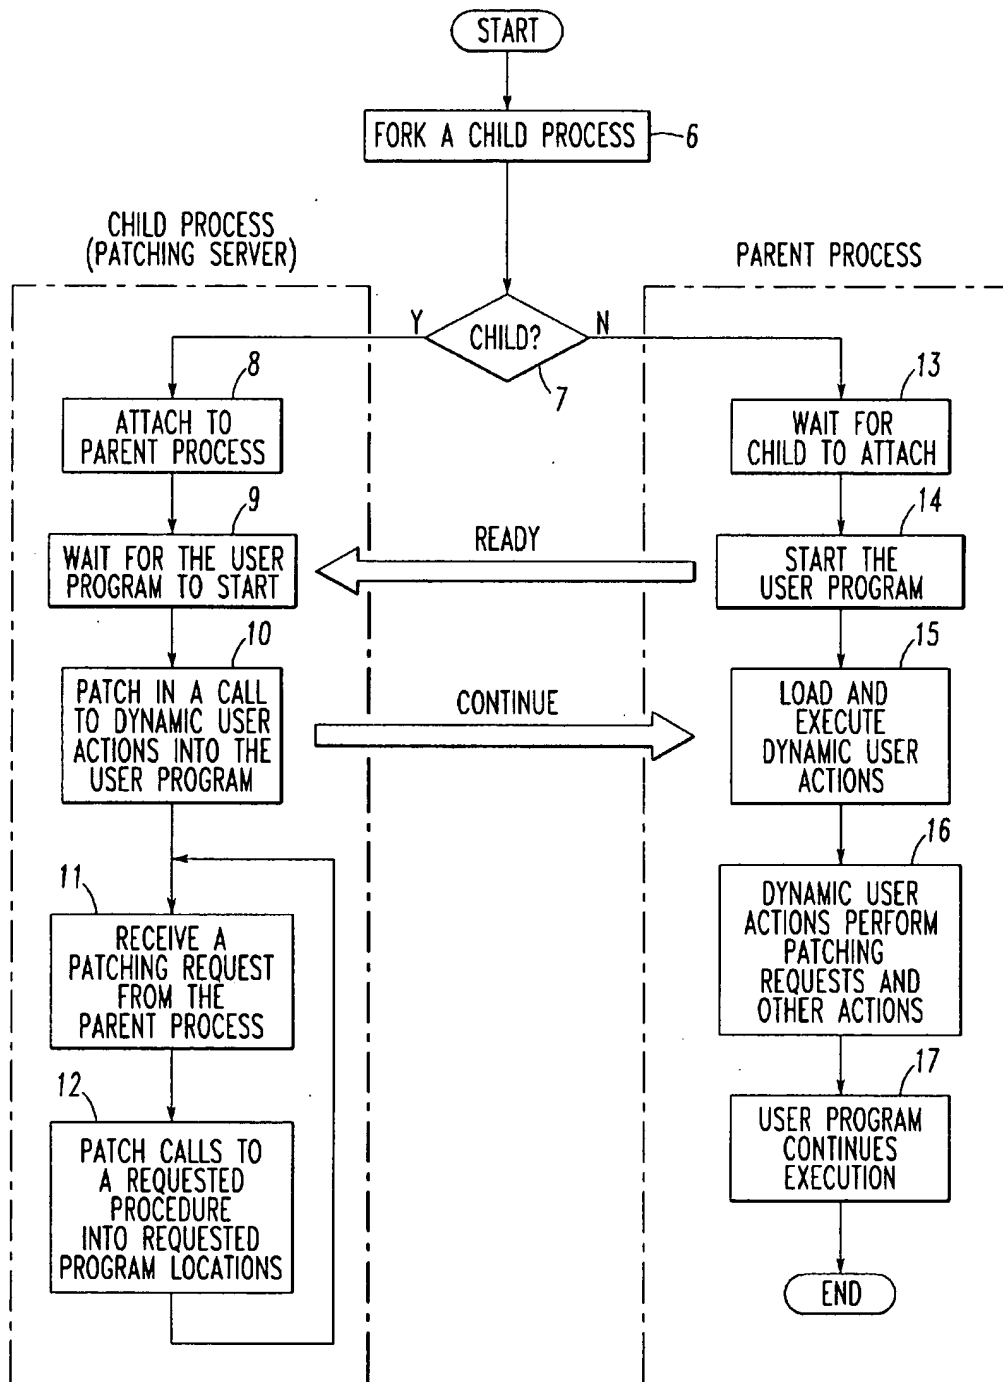 START
FORK A CHILD PROCESS
6
CHILD PROCESS
(PATCHING SERVER)
PARENT PROCESS
Y
CHILD?
N
7
8
ATTACH TO
PARENT PROCESS
13
WAIT FOR
CHILD TO ATTACH
9
WAIT FOR THE USER
PROGRAM TO START
READY
14
START THE
USER PROGRAM
10
PATCH IN A CALL
TO DYNAMIC USER
ACTIONS INTO THE
USER PROGRAM
CONTINUE
15
LOAD AND
EXECUTE
DYNAMIC USER
ACTIONS
11
RECEIVE A
PATCHING REQUEST
FROM THE
PARENT PROCESS
16
DYNAMIC USER
ACTIONS PERFORM
PATCHING
REQUESTS AND
OTHER ACTIONS
12
PATCH CALLS TO
A REQUESTED
PROCEDURE
INTO REQUESTED
PROGRAM LOCATIONS
17
USER PROGRAM
CONTINUES
EXECUTION
END